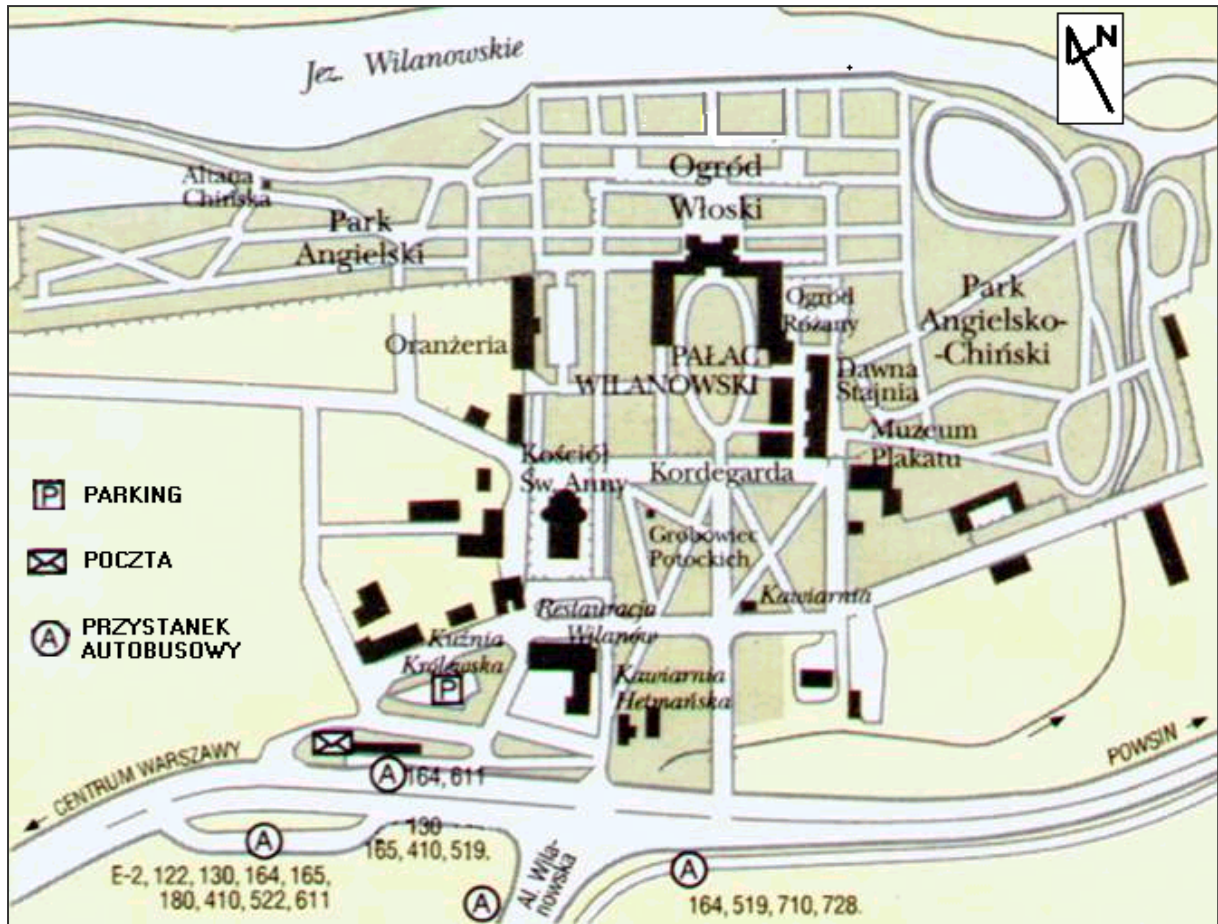 Jez. Wilanowskie
N
Altana
Chińska
Ogród
Włoski
Park
Angielski
Ogród
Różany
Park
Angielsko-
-Chiński
Oranżeria
PAŁAC
WILANOWSKI
Dawna
Stajnia
Muzeum
Plakatu
Kościół
Św. Anny
Kordegarda
P PARKING
POCZTA
A PRZYSTANEK
AUTOBUSOWY
Grobowiec
Potockich
Kawiarnia
Restauracja
Wilanów
Kuźnia
Królewska
P
Kawiarnia
Hetmańska
CENTRUM WARSZAWY
POWSIN
A 164, 611
130
165, 410, 519.
A
E-2, 122, 130, 164, 165,
180, 410, 522, 611
A
Al. Wila-
nowska
A
164, 519, 710, 728.